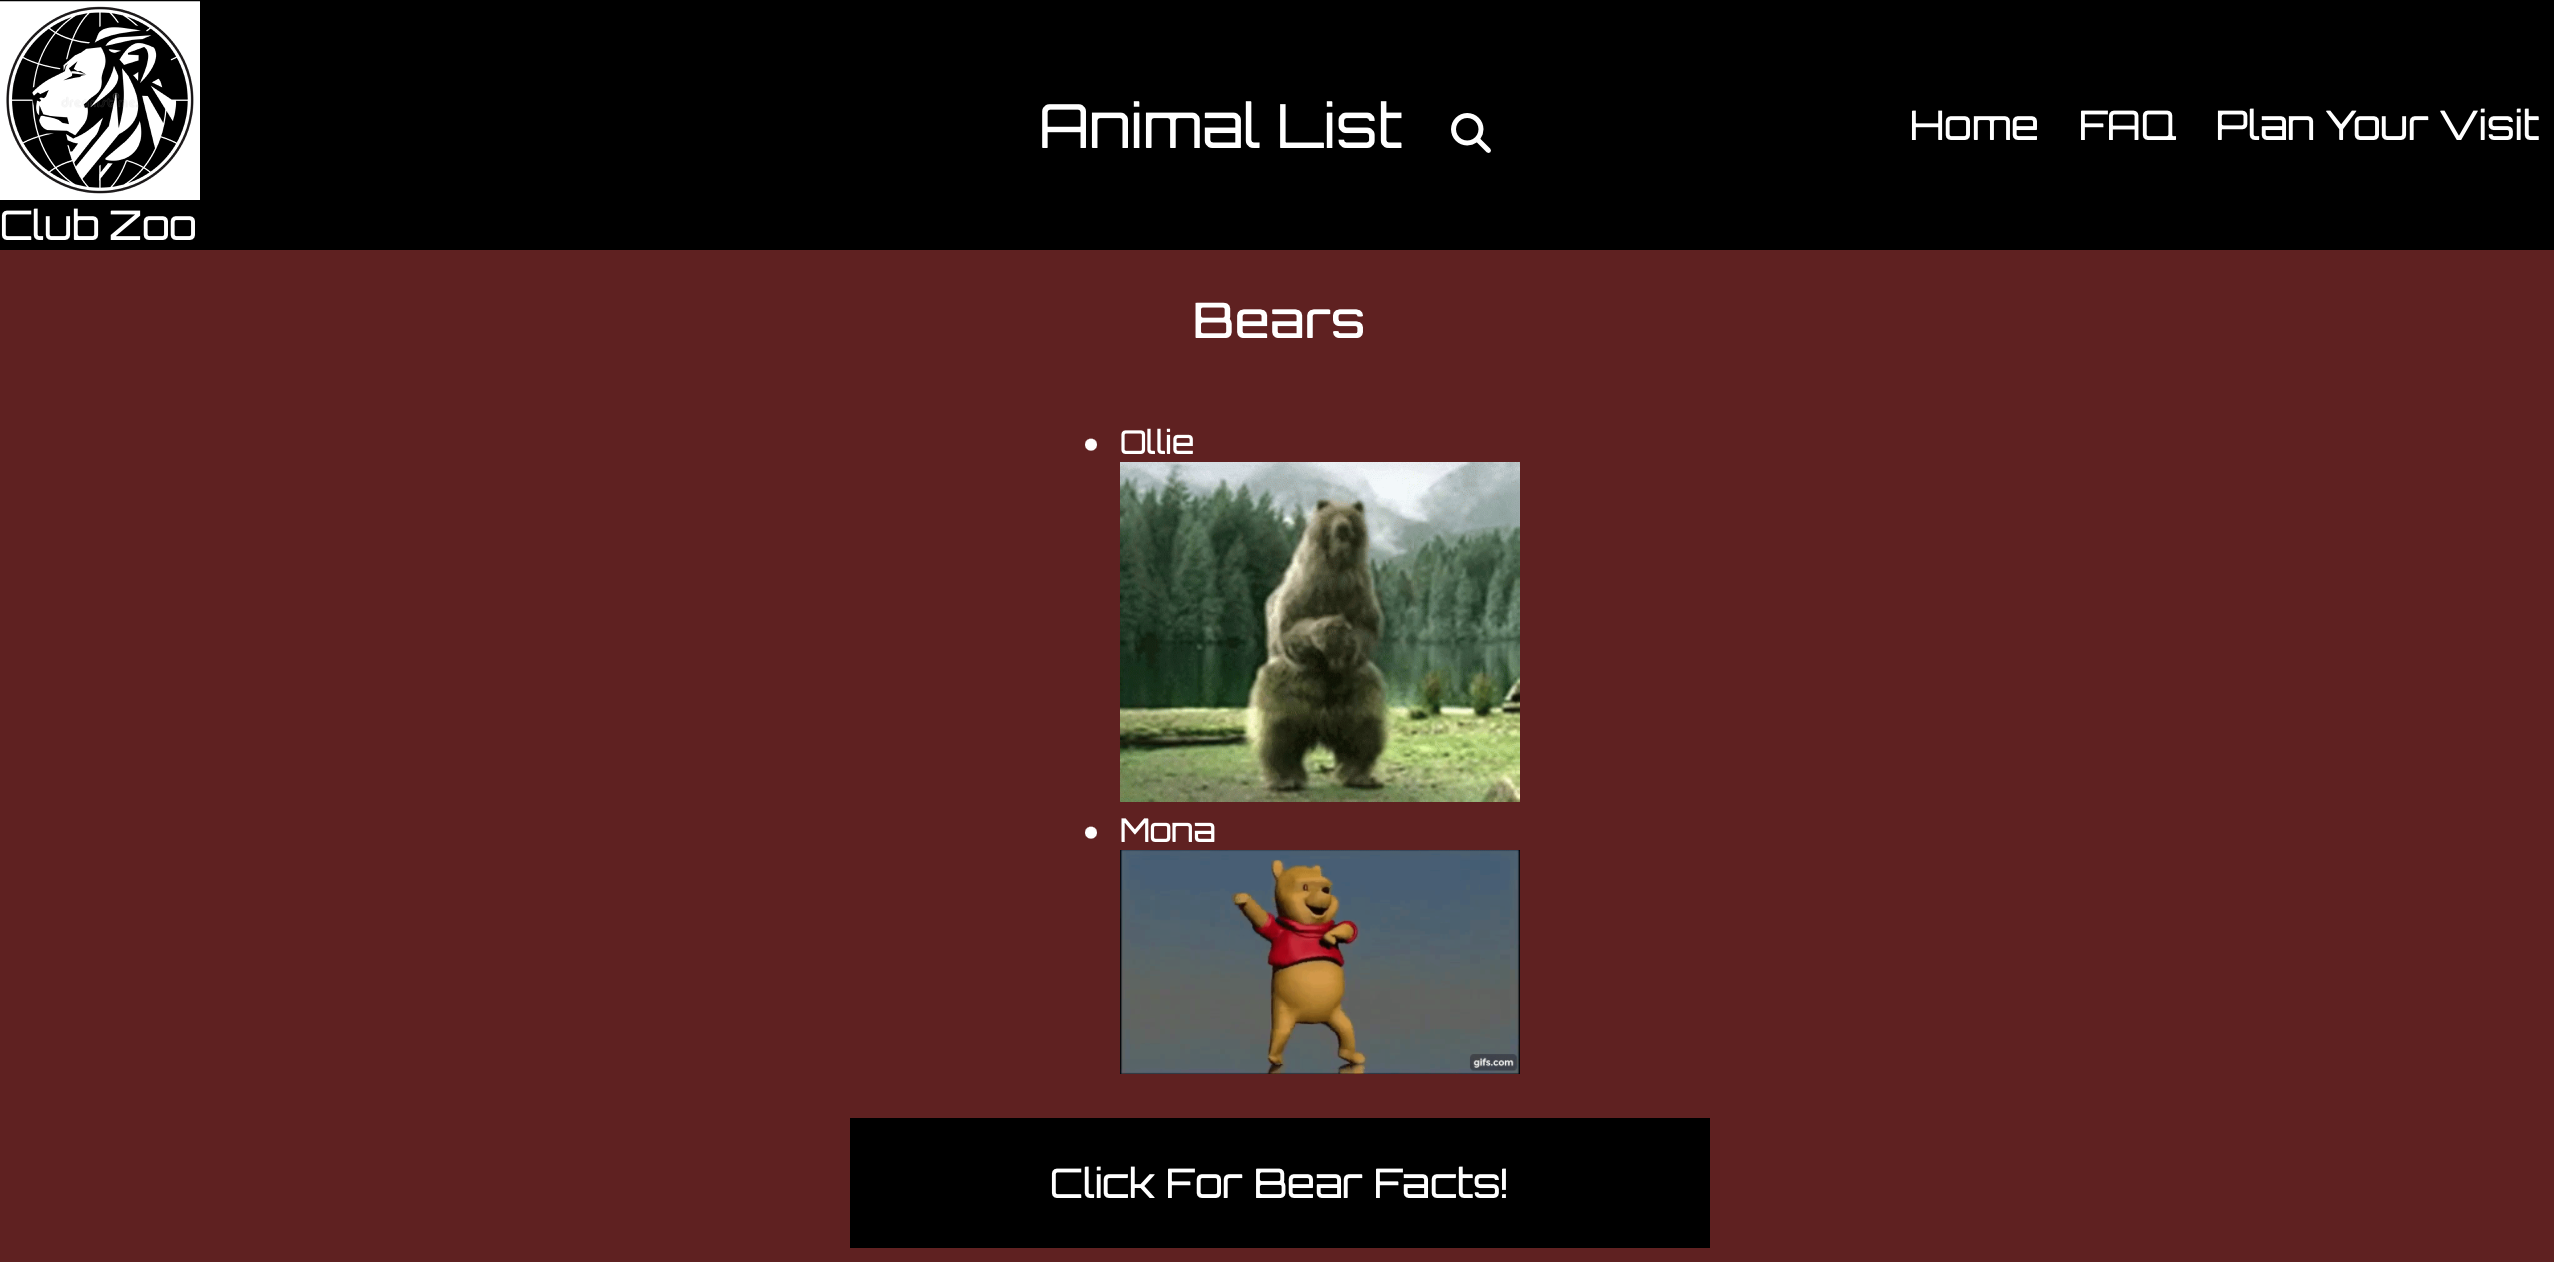 Club Zoo
Animal List
Home FAQ Plan Your Visit
Bears
Ollie
Mona
gifs.com
Click For Bear Facts!